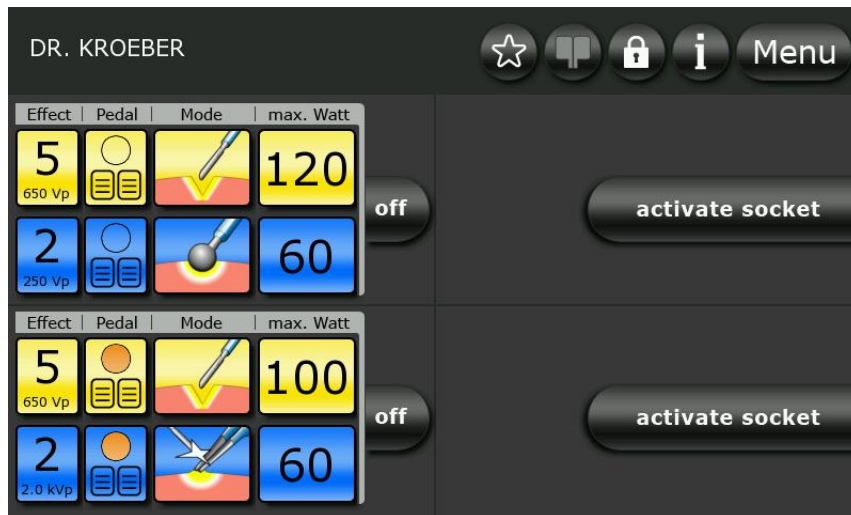 DR. KROEBER
i Menu
Effect | Pedal | Mode | max. Watt
5 120
650 Vp
off
activate socket
2 60
250 Vp
Effect | Pedal | Mode | max. Watt
5 100
650 Vp
off
activate socket
2 60
2.0 kVp